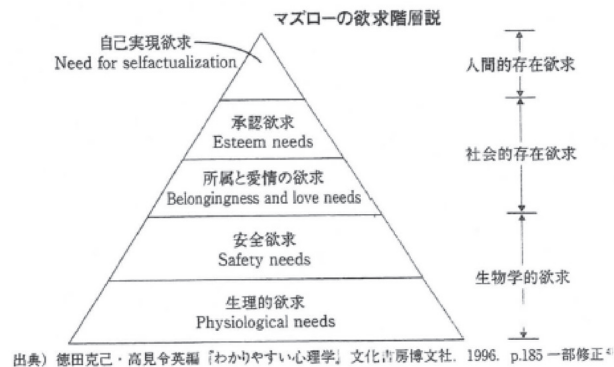 マズローの欲求階層説
自己実現欲求
Need for selfactualization
人間的存在欲求
承認欲求
Esteem needs
社会的存在欲求
所属と愛情の欲求
Belongingness and love needs
安全欲求
Safety needs
生物学的欲求
生理的欲求
Physiological needs
出典）徳田克己・高見令英編『わかりやすい心理学』文化書房博文社．1996．p.185 一部修正